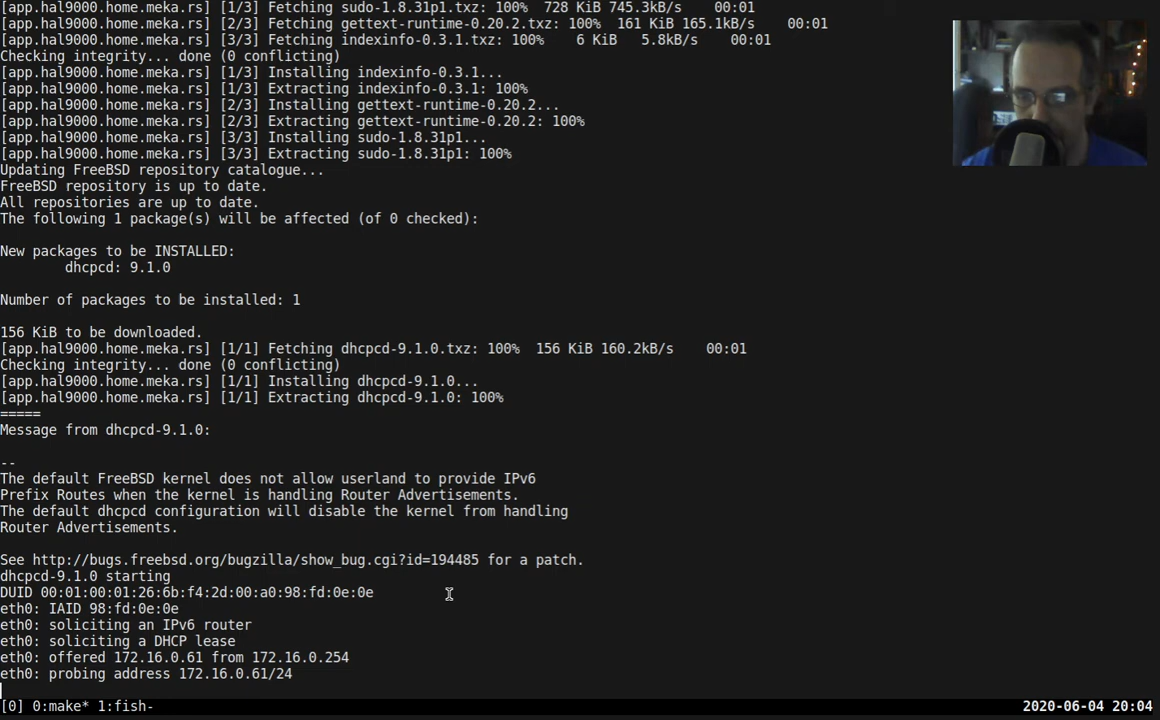 [app.hal9000.home.meka.rs] [1/3] Fetching sudo-1.8.31p1.txz: 100%  728 KiB 745.3kB/s    00:01
[app.hal9000.home.meka.rs] [2/3] Fetching gettext-runtime-0.20.2.txz: 100%  161 KiB 165.1kB/s    00:01
[app.hal9000.home.meka.rs] [3/3] Fetching indexinfo-0.3.1.txz: 100%    6 KiB   5.8kB/s    00:01
Checking integrity... done (0 conflicting)
[app.hal9000.home.meka.rs] [1/3] Installing indexinfo-0.3.1...
[app.hal9000.home.meka.rs] [1/3] Extracting indexinfo-0.3.1: 100%
[app.hal9000.home.meka.rs] [2/3] Installing gettext-runtime-0.20.2...
[app.hal9000.home.meka.rs] [2/3] Extracting gettext-runtime-0.20.2: 100%
[app.hal9000.home.meka.rs] [3/3] Installing sudo-1.8.31p1...
[app.hal9000.home.meka.rs] [3/3] Extracting sudo-1.8.31p1: 100%
Updating FreeBSD repository catalogue...
FreeBSD repository is up to date.
All repositories are up to date.
The following 1 package(s) will be affected (of 0 checked):
New packages to be INSTALLED:
        dhcpcd: 9.1.0
Number of packages to be installed: 1
156 KiB to be downloaded.
[app.hal9000.home.meka.rs] [1/1] Fetching dhcpcd-9.1.0.txz: 100%  156 KiB 160.2kB/s    00:01
Checking integrity... done (0 conflicting)
[app.hal9000.home.meka.rs] [1/1] Installing dhcpcd-9.1.0...
[app.hal9000.home.meka.rs] [1/1] Extracting dhcpcd-9.1.0: 100%
=====
Message from dhcpcd-9.1.0:
--
The default FreeBSD kernel does not allow userland to provide IPv6
Prefix Routes when the kernel is handling Router Advertisements.
The default dhcpcd configuration will disable the kernel from handling
Router Advertisements.
See http://bugs.freebsd.org/bugzilla/show_bug.cgi?id=194485 for a patch.
dhcpcd-9.1.0 starting
DUID 00:01:00:01:26:6b:f4:2d:00:a0:98:fd:0e:0e
eth0: IAID 98:fd:0e:0e
eth0: soliciting an IPv6 router
eth0: soliciting a DHCP lease
eth0: offered 172.16.0.61 from 172.16.0.254
eth0: probing address 172.16.0.61/24
[0] 0:make* 1:fish- 2020-06-04 20:04